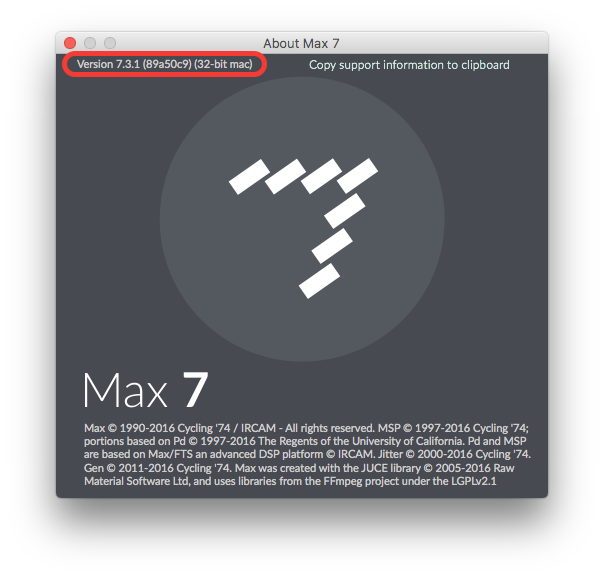 About Max 7
Version 7.3.1 (89a50c9) (32-bit mac)
Copy support information to clipboard
Max 7
Max © 1990-2016 Cycling '74 / IRCAM - All rights reserved. MSP © 1997-2016 Cycling '74;
portions based on Pd © 1997-2016 The Regents of the University of California. Pd and MSP
are based on Max/FTS an advanced DSP platform © IRCAM. Jitter © 2000-2016 Cycling '74.
Gen © 2011-2016 Cycling '74. Max was created with the JUCE library © 2005-2016 Raw
Material Software Ltd, and uses libraries from the FFmpeg project under the LGPLv2.1